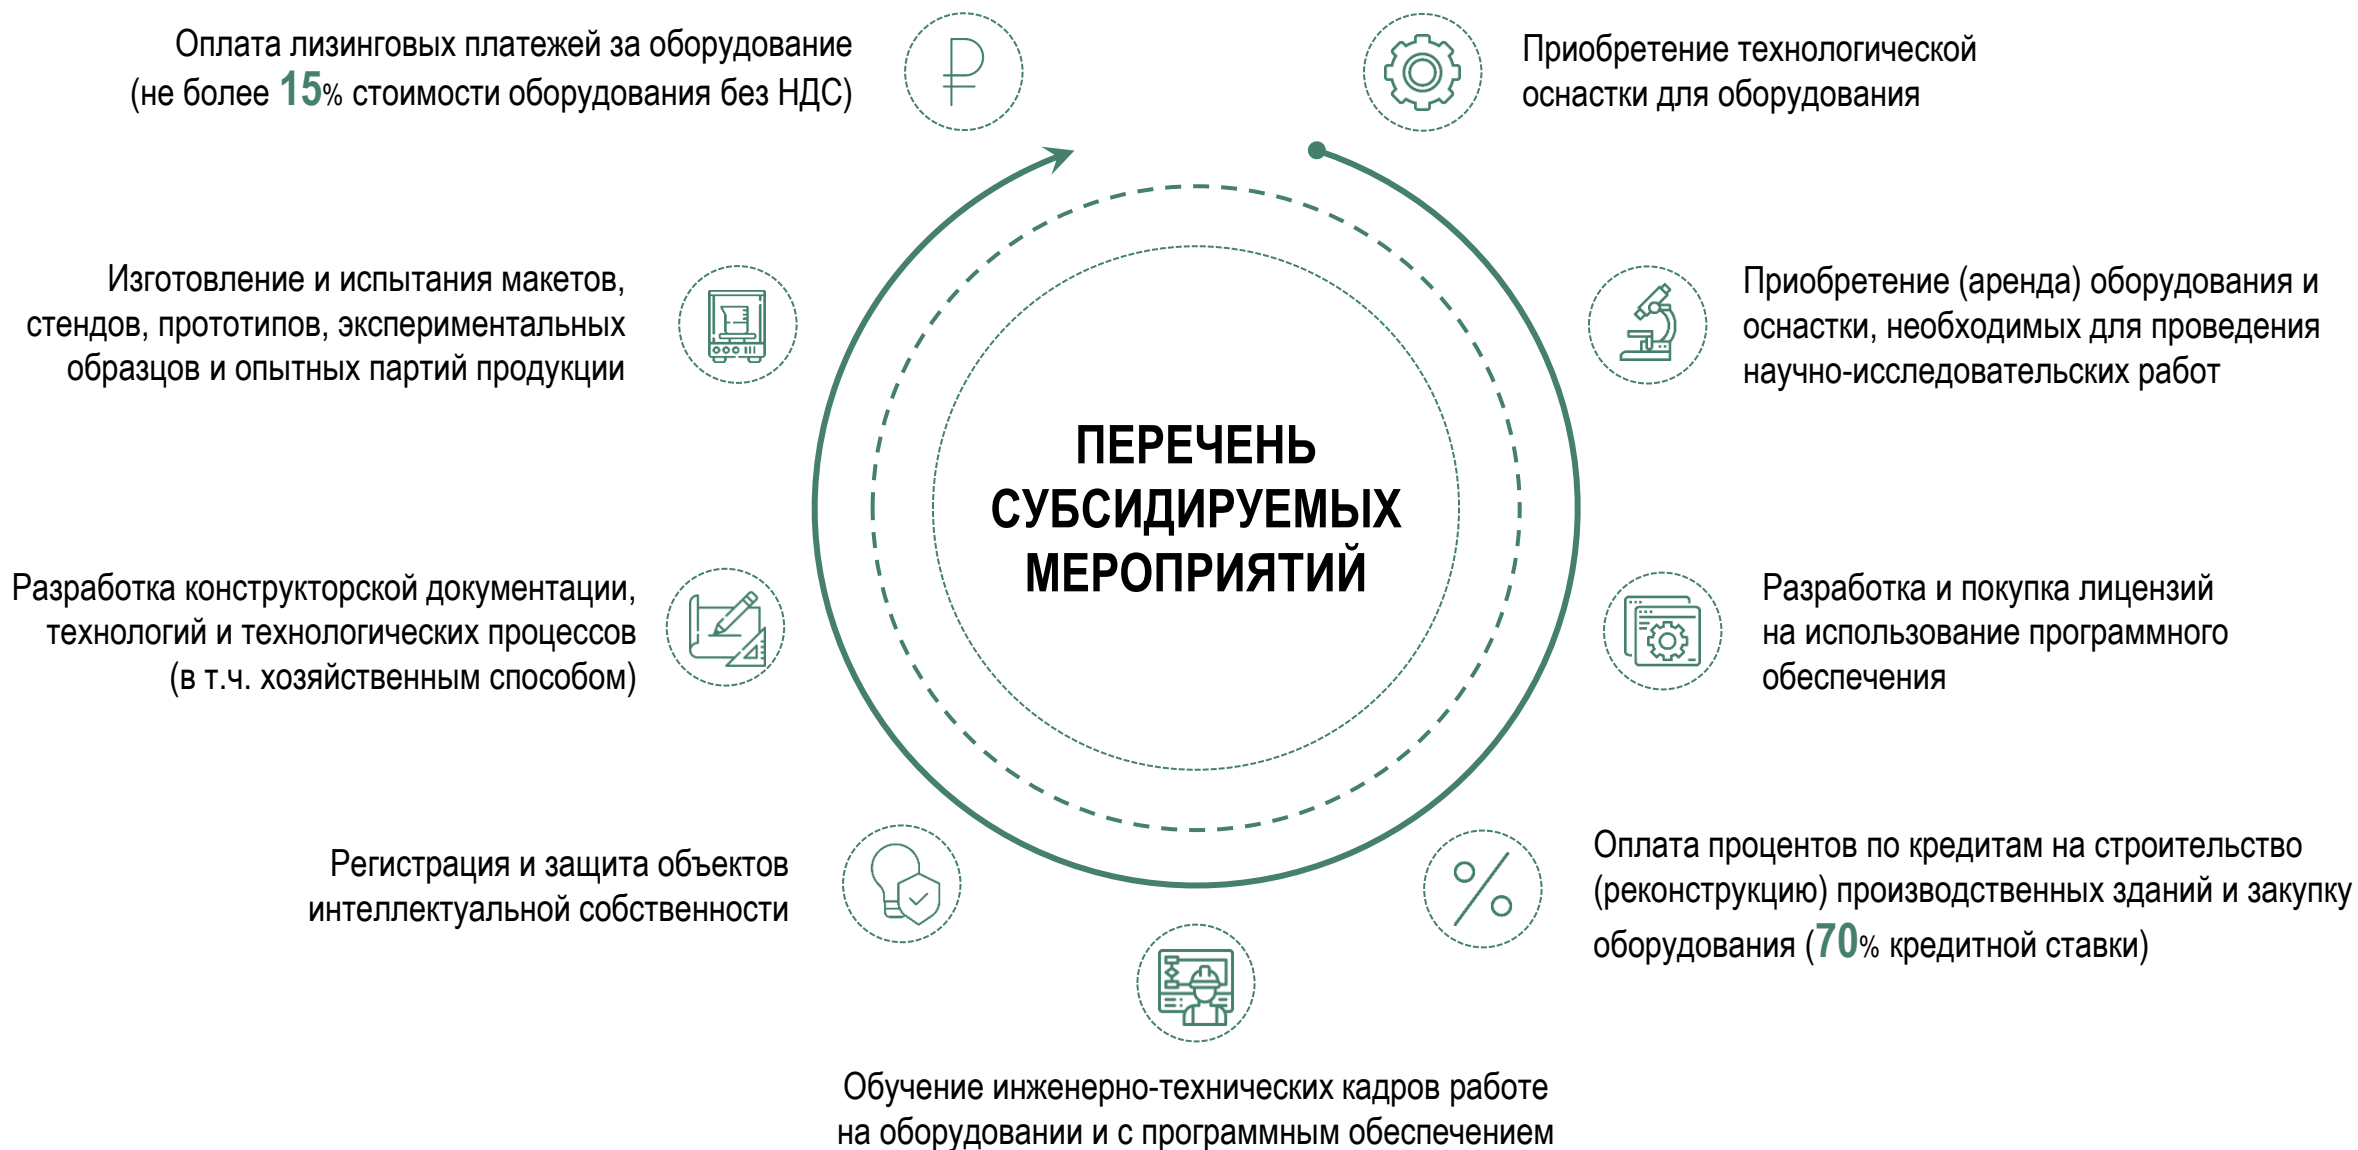 Оплата лизинговых платежей за оборудование
(не более 15% стоимости оборудования без НДС)
Приобретение технологической
оснастки для оборудования
Изготовление и испытания макетов,
стендов, прототипов, экспериментальных
образцов и опытных партий продукции
Приобретение (аренда) оборудования и
оснастки, необходимых для проведения
научно-исследовательских работ
ПЕРЕЧЕНЬ
СУБСИДИРУЕМЫХ
МЕРОПРИЯТИЙ
Разработка конструкторской документации,
технологий и технологических процессов
(в т.ч. хозяйственным способом)
Разработка и покупка лицензий
на использование программного
обеспечения
Регистрация и защита объектов
интеллектуальной собственности
Оплата процентов по кредитам на строительство
(реконструкцию) производственных зданий и закупку
оборудования (70% кредитной ставки)
Обучение инженерно-технических кадров работе
на оборудовании и с программным обеспечением